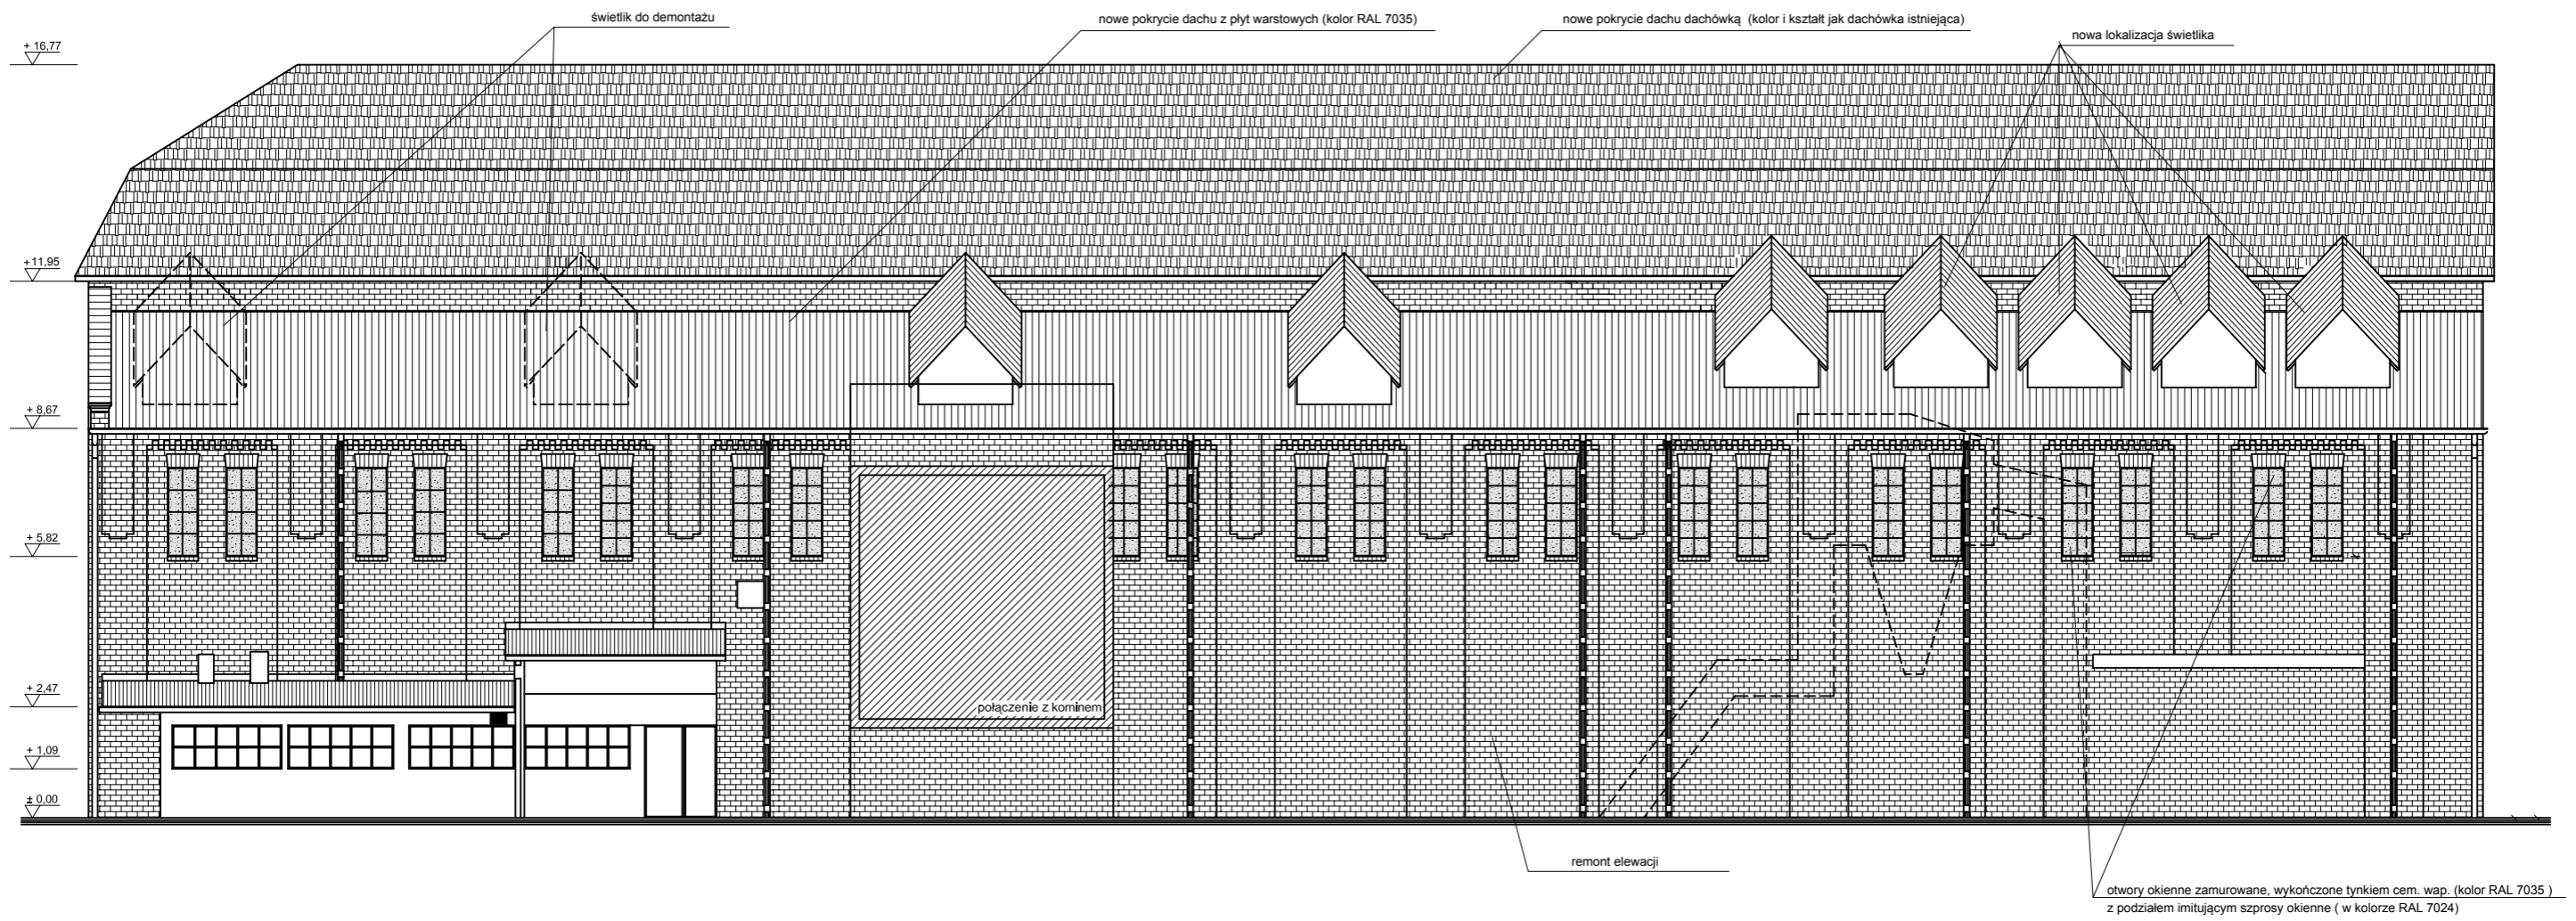 świetlik do demontażu
nowe pokrycie dachu z płyt warstowych (kolor RAL 7035)
nowe pokrycie dachu dachówką (kolor i kształt jak dachówka istniejąca)
nowa lokalizacja świetlika
+ 16,77
+11,95
+ 8,67
+ 5,82
+ 2,47
+ 1,09
± 0,00
połączenie z kominem
remont elewacji
otwory okienne zamurowane, wykończone tynkiem cem. wap. (kolor RAL 7035 )
z podziałem imitującym szprosy okienne ( w kolorze RAL 7024)